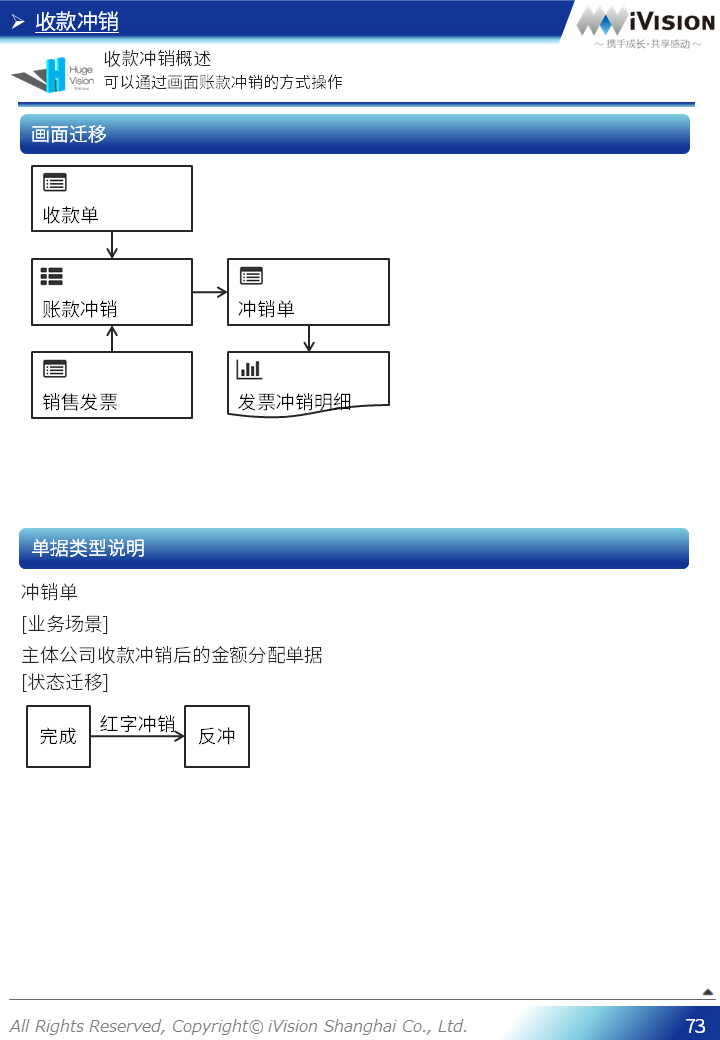 收款冲销
iVISION
～ 携手成长·共享感动 ～
Huge
Vision
收款冲销概述
可以通过画面账款冲销的方式操作
画面迁移
收款单
账款冲销
冲销单
销售发票
发票冲销明细
单据类型说明
冲销单
[业务场景]
主体公司收款冲销后的金额分配单据
[状态迁移]
完成
红字冲销
反冲
All Rights Reserved, Copyright© iVision Shanghai Co., Ltd.
73